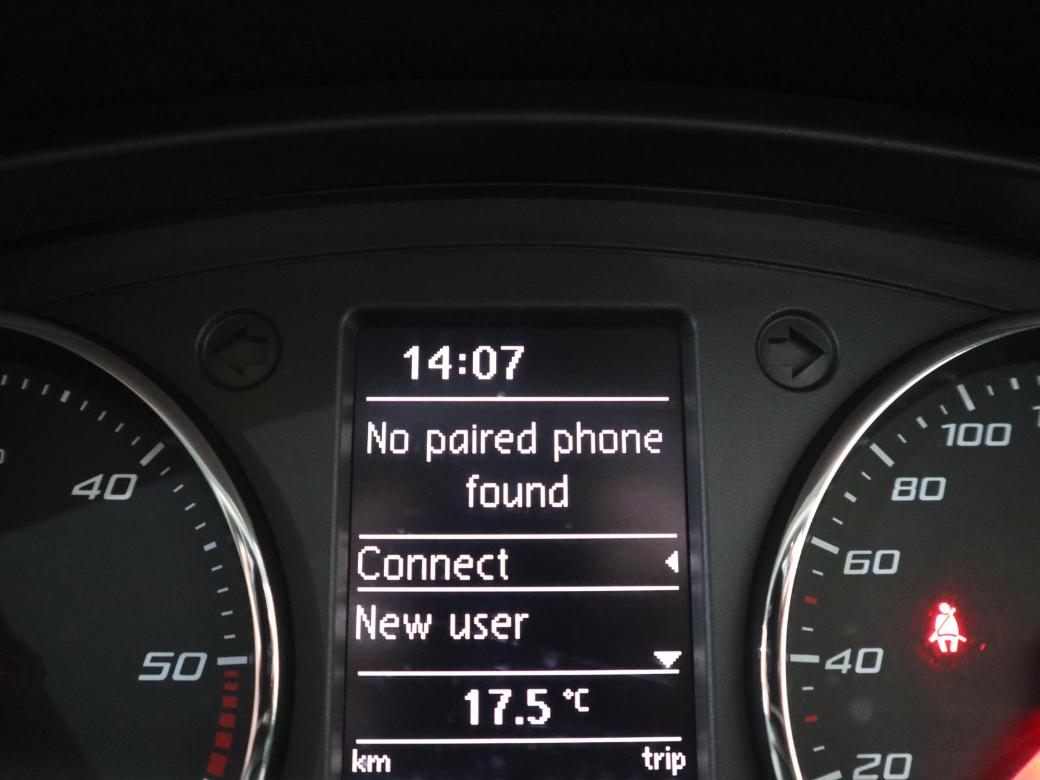 14:07
No paired phone
found
Connect
New user
17.5 °C
km trip
40
50
100
80
60
40
20